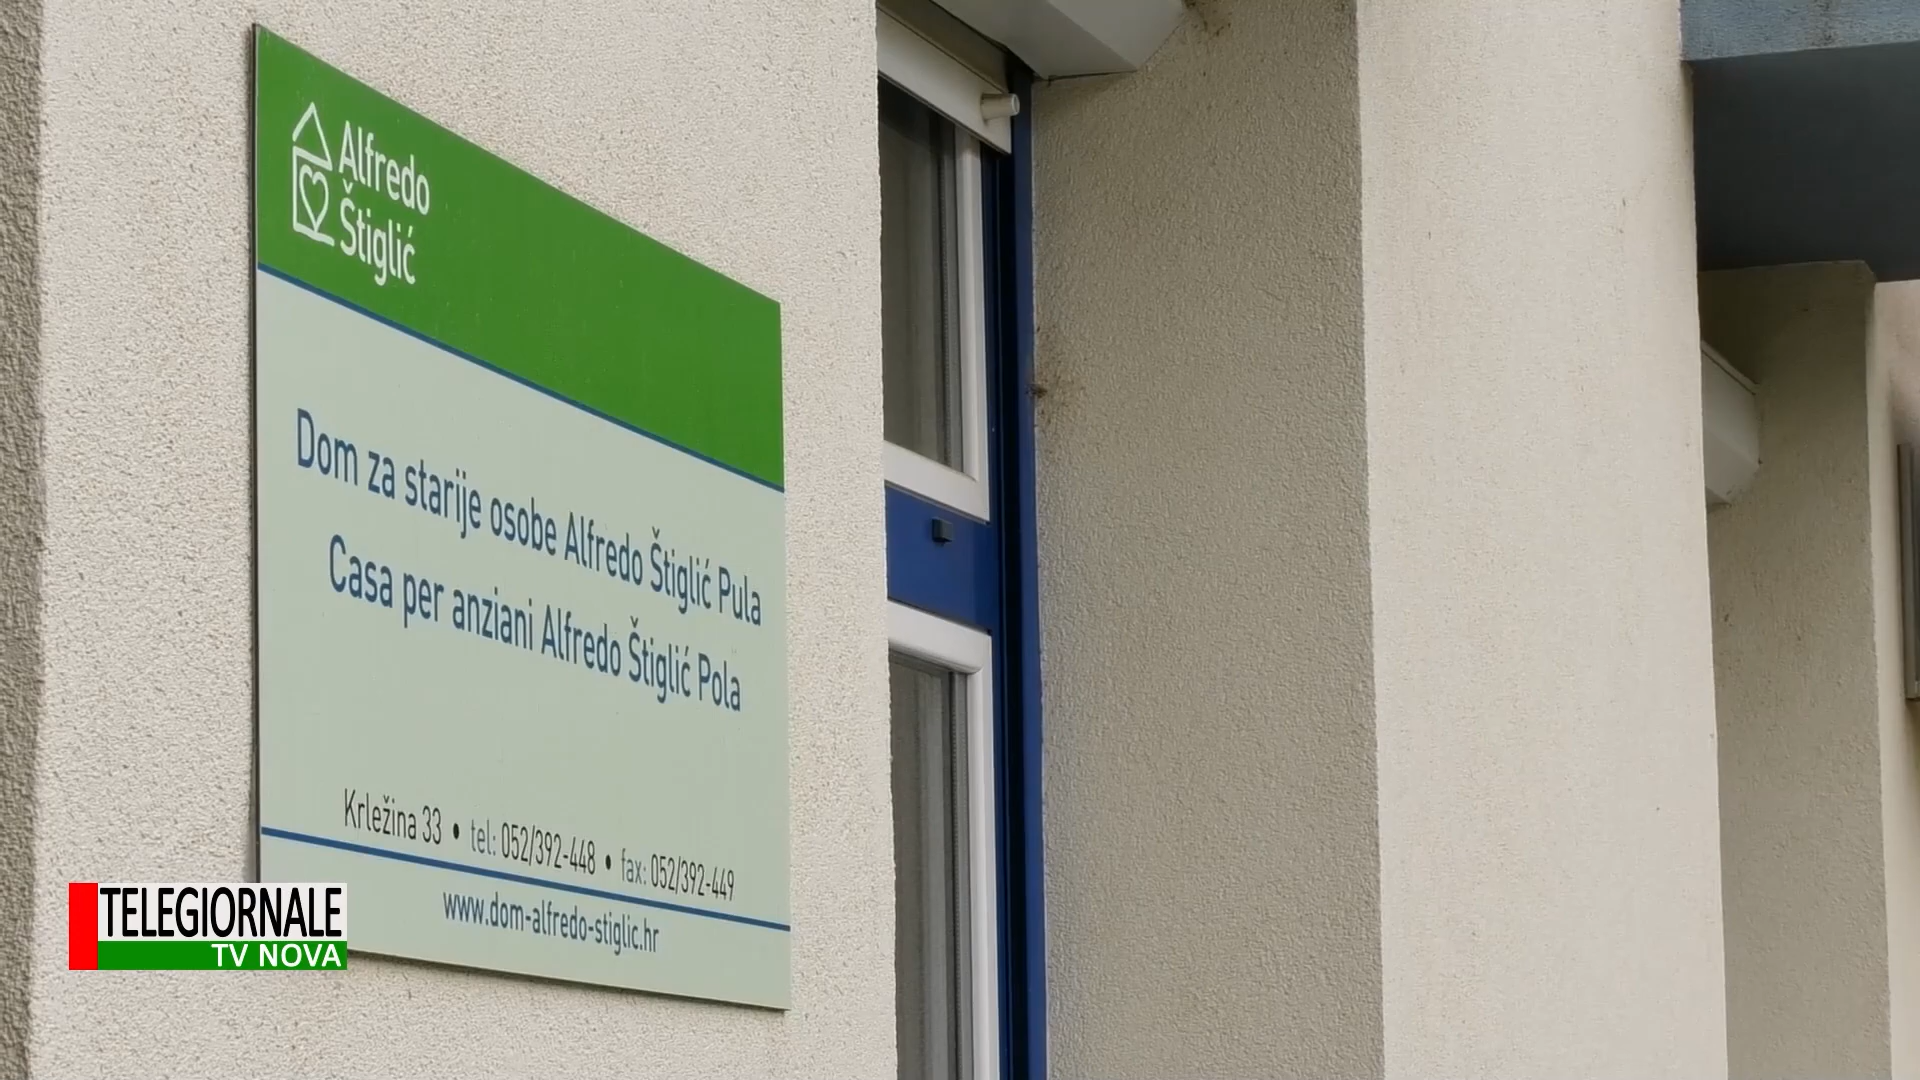 Alfredo
Štiglić
Dom za starije osobe Alfredo Štiglić Pula
Casa per anziani Alfredo Štiglić Pola
Krležina 33 • tel: 052/392-448 • fax: 052/392-449
www.dom-alfredo-stiglic.hr
TELEGIORNALE
TV NOVA